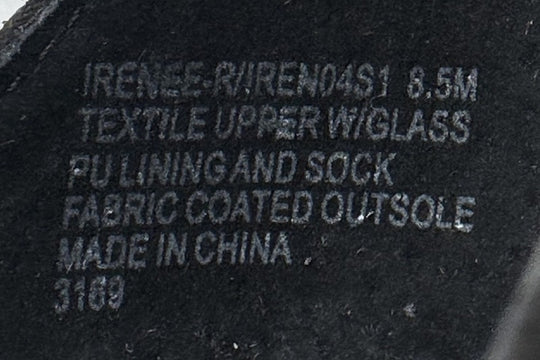 IRENEE-R/IREN04S1 8.5M
TEXTILE UPPER W/GLASS
PU LINING AND SOCK
FABRIC COATED OUTSOLE
MADE IN CHINA
3169